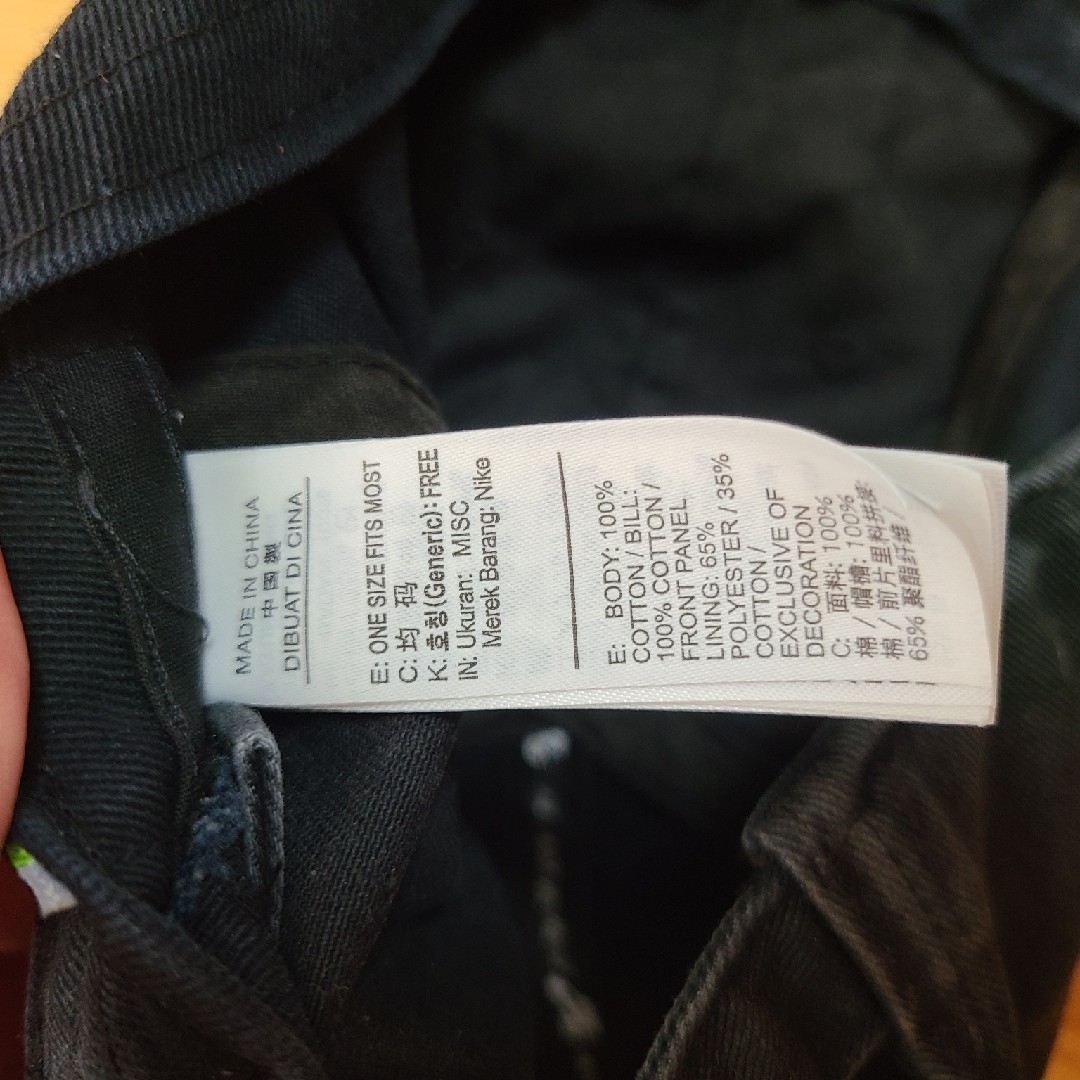 MADE IN CHINA
中國製
DIBUAT DI CINA
E: ONE SIZE FITS MOST
C: 均 码
K: 호칭(Generic): FREE
IN: Ukuran: MISC
Merek Barang: Nike
E: BODY: 100%
COTTON / BILL:
100% COTTON /
FRONT PANEL
LINING: 65%
POLYESTER / 35%
COTTON /
EXCLUSIVE OF
DECORATION
C: 面料: 100%
棉 / 帽檐: 100%
棉 / 前片里料拼接:
65% 聚酯纤维 /